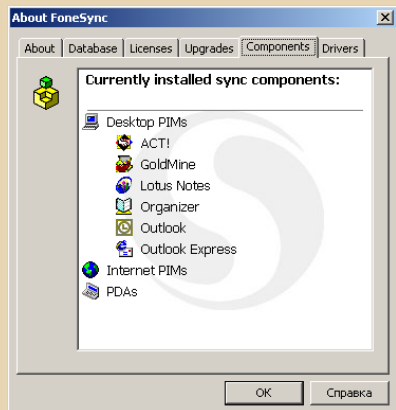 About FoneSync
About Database Licenses Upgrades Components Drivers
Currently installed sync components:
Desktop PIMs
ACT!
GoldMine
Lotus Notes
Organizer
Outlook
Outlook Express
Internet PIMs
PDAs
OK Справка